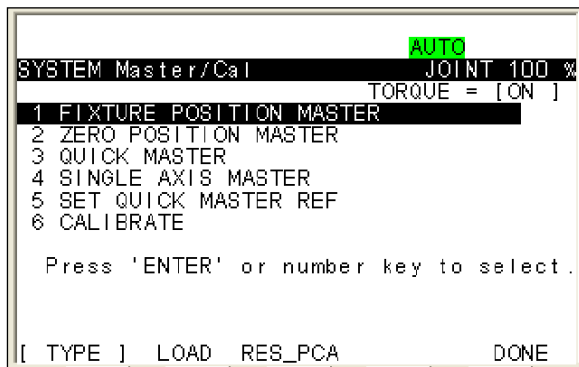 AUTO
SYSTEM Master/Cal JOINT 100 %
TORQUE = [ON ]
1 FIXTURE POSITION MASTER
2 ZERO POSITION MASTER
3 QUICK MASTER
4 SINGLE AXIS MASTER
5 SET QUICK MASTER REF
6 CALIBRATE
Press 'ENTER' or number key to select.
[ TYPE ] LOAD RES_PCA DONE